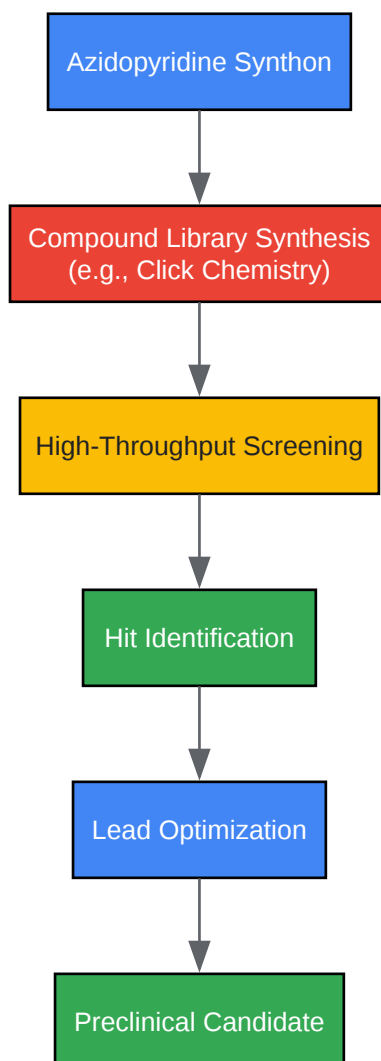 Azidopyridine Synthon
Compound Library Synthesis
(e.g., Click Chemistry)
High-Throughput Screening
Hit Identification
Lead Optimization
Preclinical Candidate